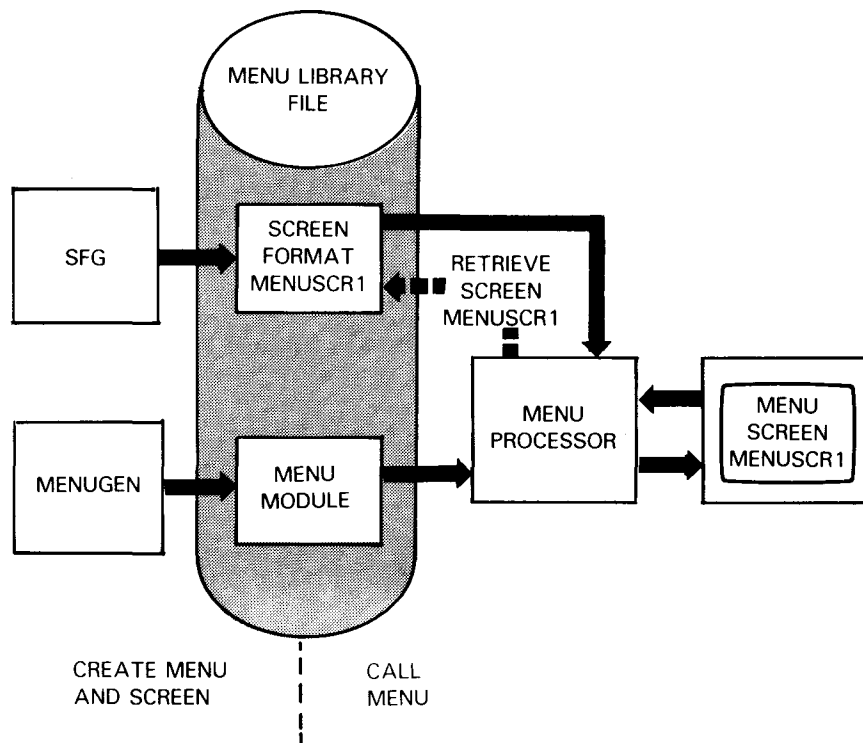 MENU LIBRARY
FILE
SFG
SCREEN
FORMAT
MENUSCR1
RETRIEVE
SCREEN
MENUSCR1
MENU
PROCESSOR
MENU
SCREEN
MENUSCR1
MENUGEN
MENU
MODULE
CREATE MENU
AND SCREEN
CALL
MENU